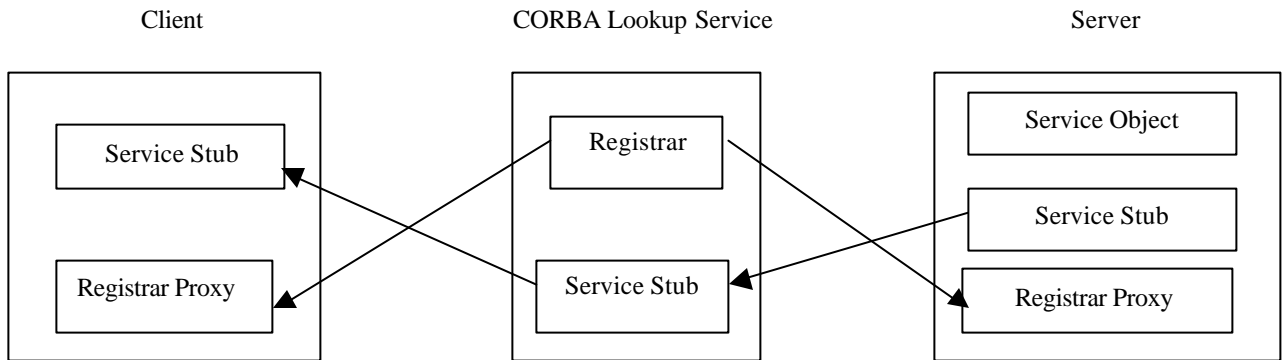 Client
CORBA Lookup Service
Server
Service Stub
Registrar Proxy
Registrar
Service Stub
Service Object
Service Stub
Registrar Proxy